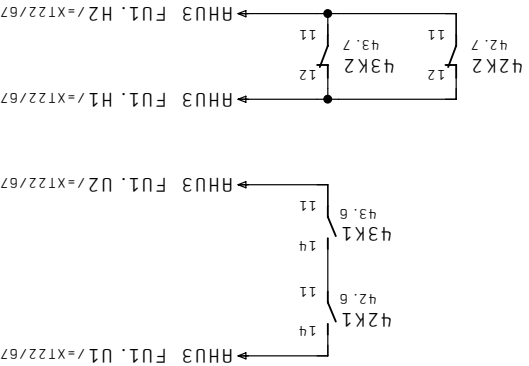 AHU3 FU1. U1 /=XT22/67
14
42K1
42.6
11
14
43K1
43.6
11
AHU3 FU1. U2 /=XT22/67
AHU3 FU1. H1 /=XT22/67
42K2 12
42.7 11
43K2 12
43.7 11
AHU3 FU1. H2 /=XT22/67